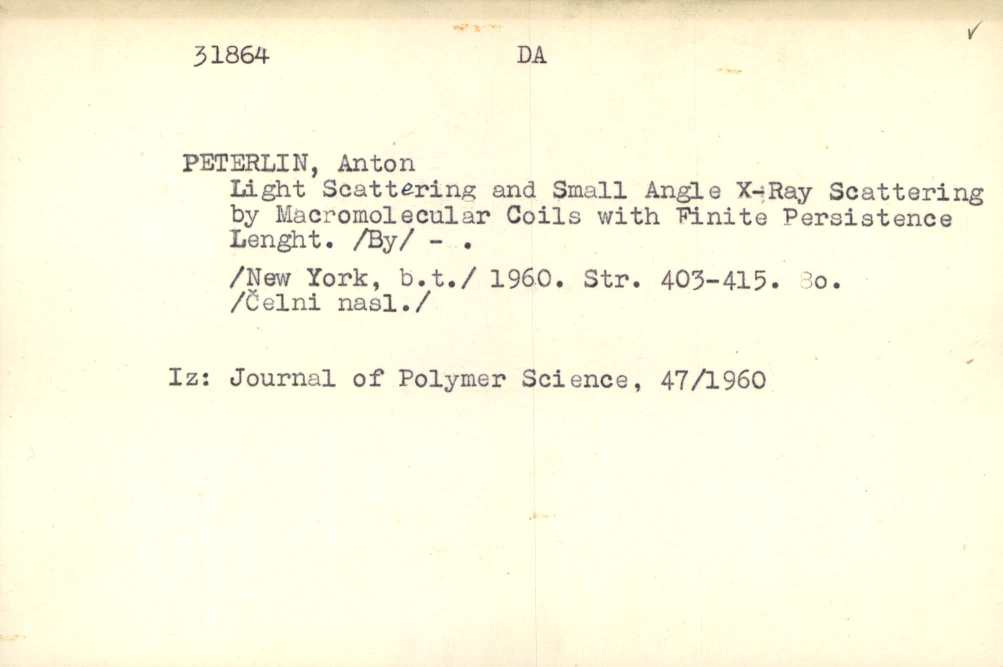 31864 DA
PETERLIN, Anton
Light Scattering and Small Angle X-Ray Scattering
by Macromolecular Coils with Finite Persistence
Lenght. /By/ - .
/New York, b.t./ 1960. Str. 403-415. 8o.
/Čelni nasl./
Iz: Journal of Polymer Science, 47/1960